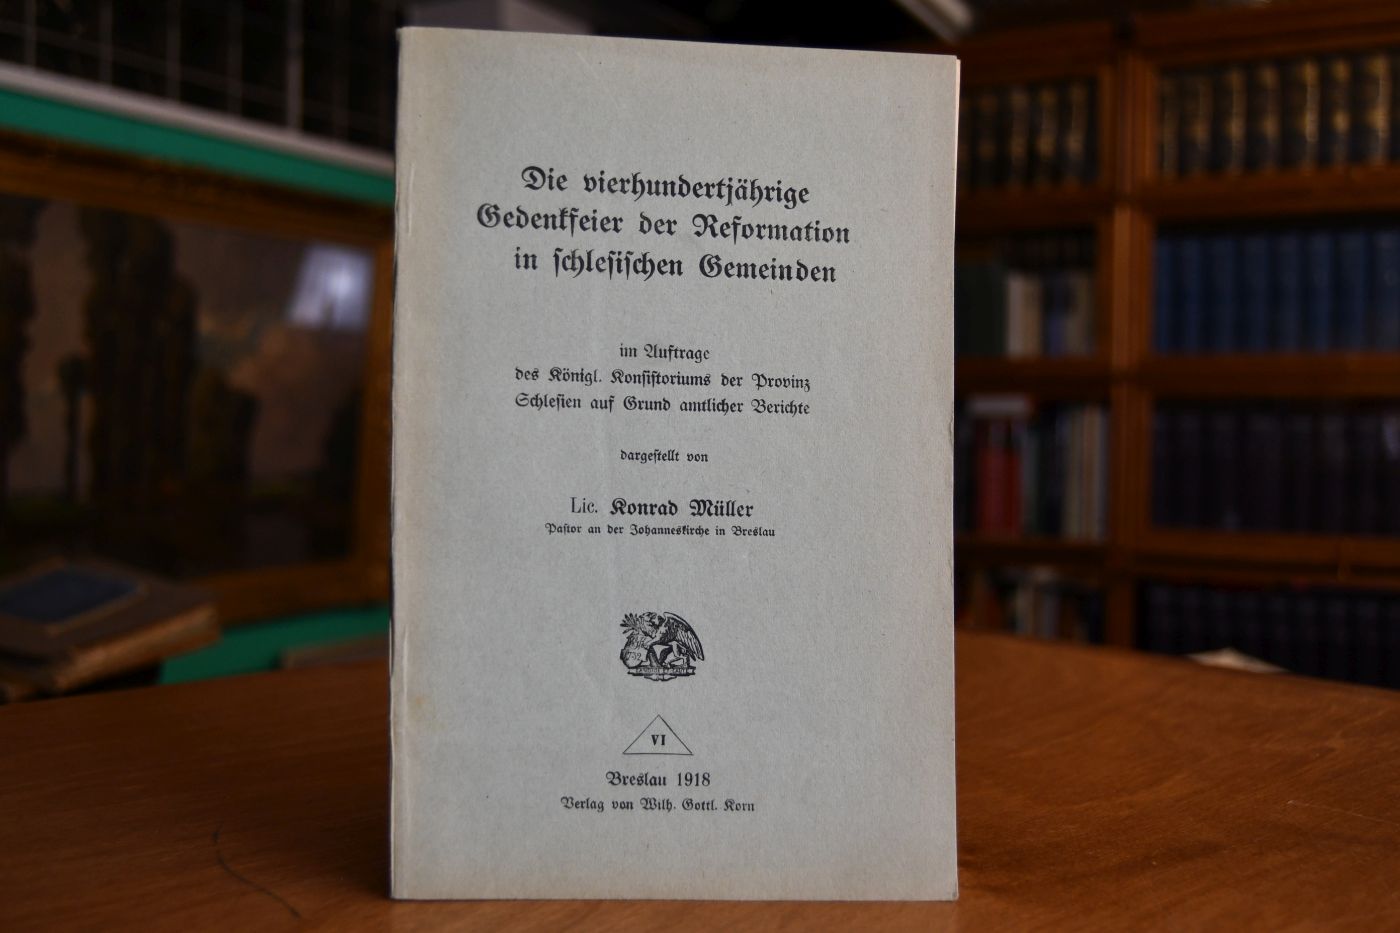 Die vierhundertjährige
Gedenkfeier der Reformation
in schlesischen Gemeinden
im Auftrage
des Königl. Konsistoriums der Provinz
Schlesien auf Grund amtlicher Berichte
dargestellt von
Lic. Konrad Müller
Pastor an der Johanneskirche in Breslau
VI
Breslau 1918
Verlag von Wilh. Gottl. Korn